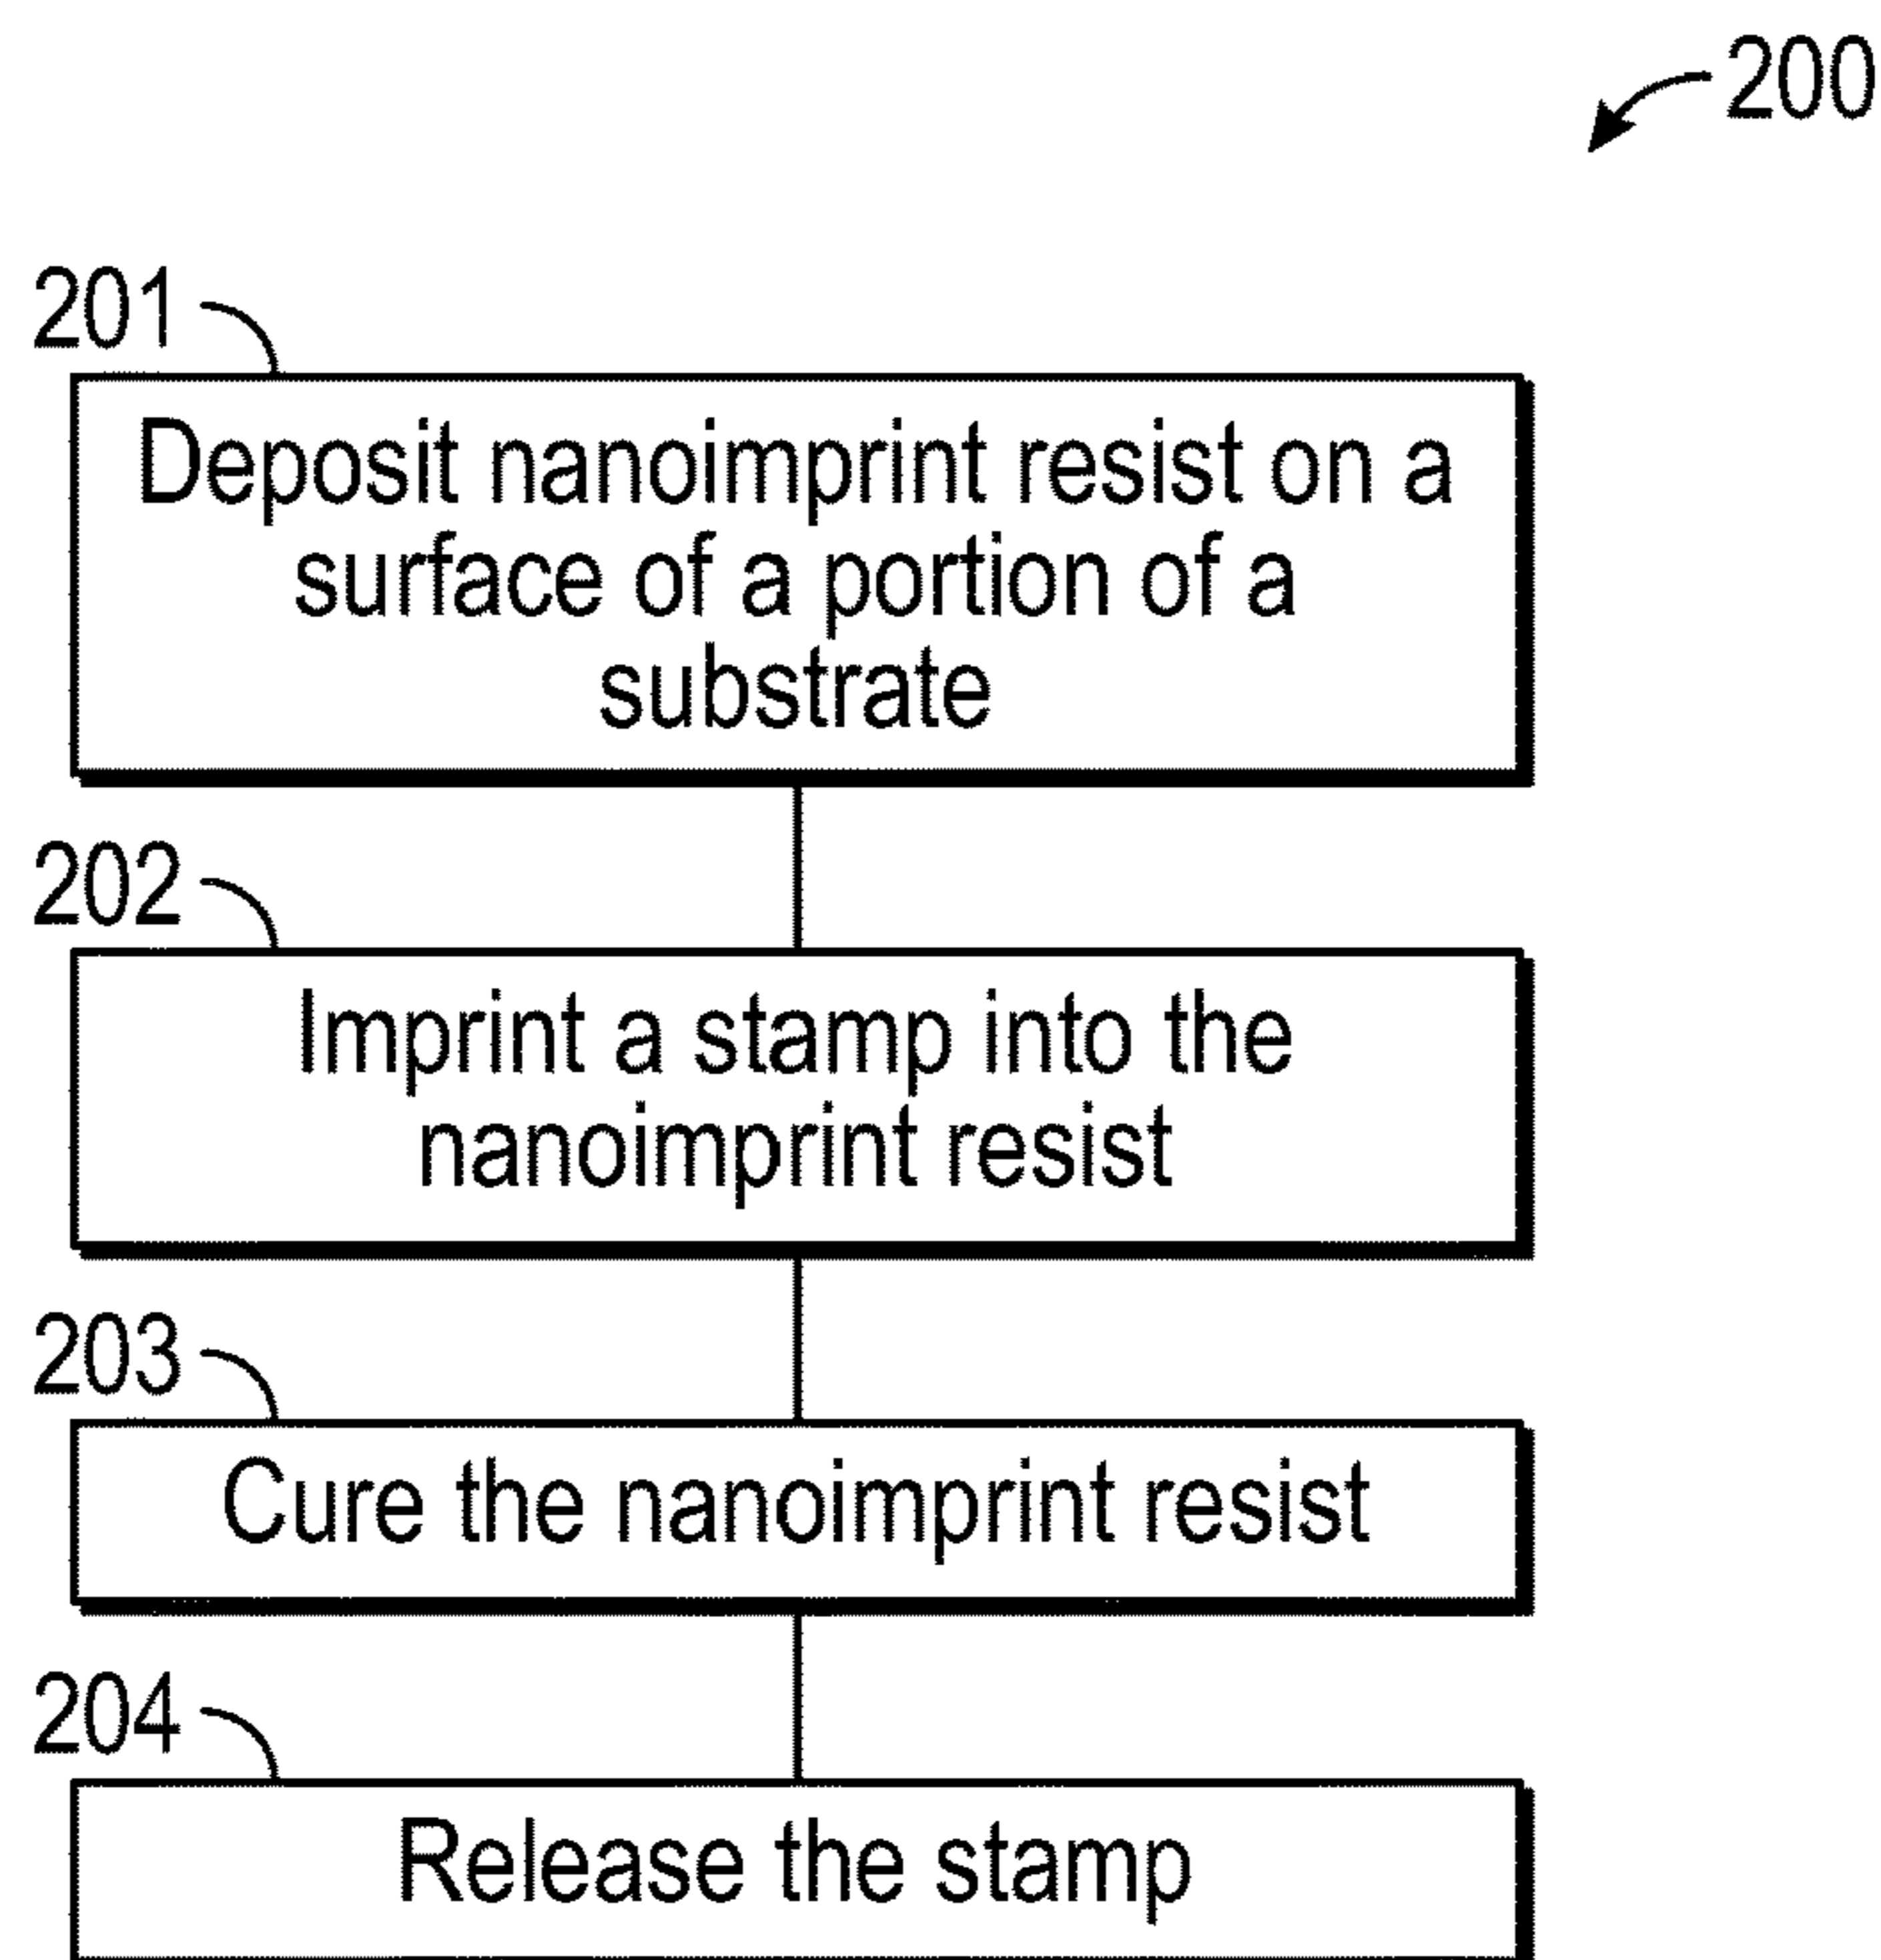 200
201
Deposit nanoimprint resist on a
surface of a portion of a
substrate
202
Imprint a stamp into the
nanoimprint resist
203
Cure the nanoimprint resist
204
Release the stamp